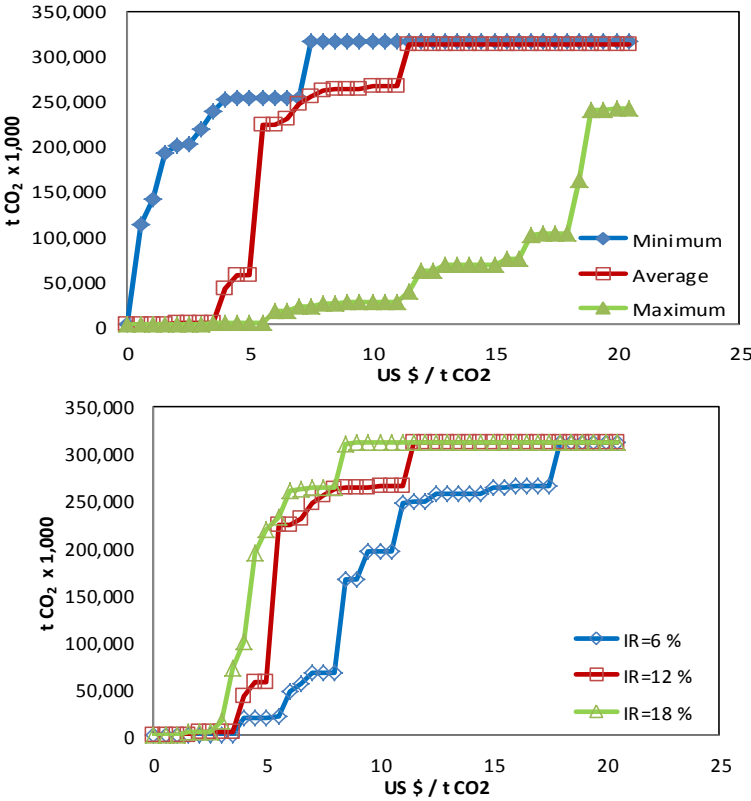 350,000
300,000
250,000
200,000
150,000
100,000
50,000
0
t CO₂ x 1,000
Minimum
Average
Maximum
0 5 10 15 20 25
US $ / t CO2
350,000
300,000
250,000
200,000
150,000
100,000
50,000
0
t CO₂ x 1,000
IR=6 %
IR=12 %
IR=18 %
0 5 10 15 20 25
US $ / t CO2